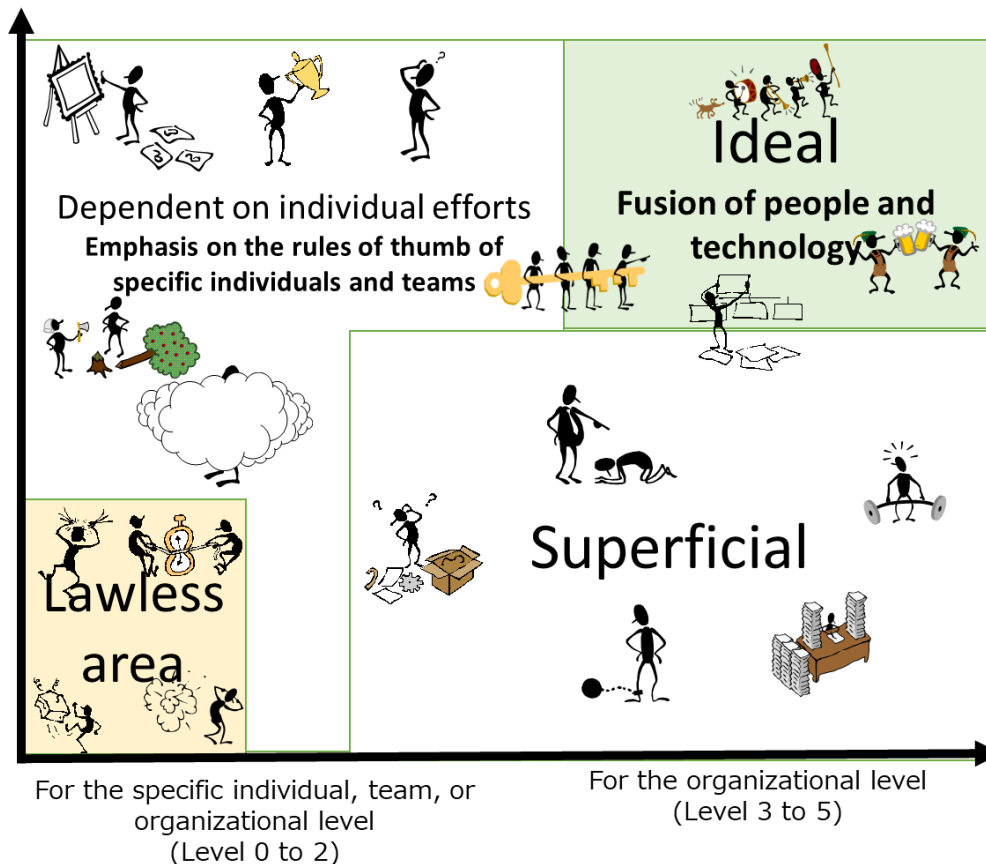 Ideal
Dependent on individual efforts
Emphasis on the rules of thumb of
specific individuals and teams
Fusion of people and
technology
Superficial
Lawless
area
For the specific individual, team, or
organizational level
(Level 0 to 2)
For the organizational level
(Level 3 to 5)